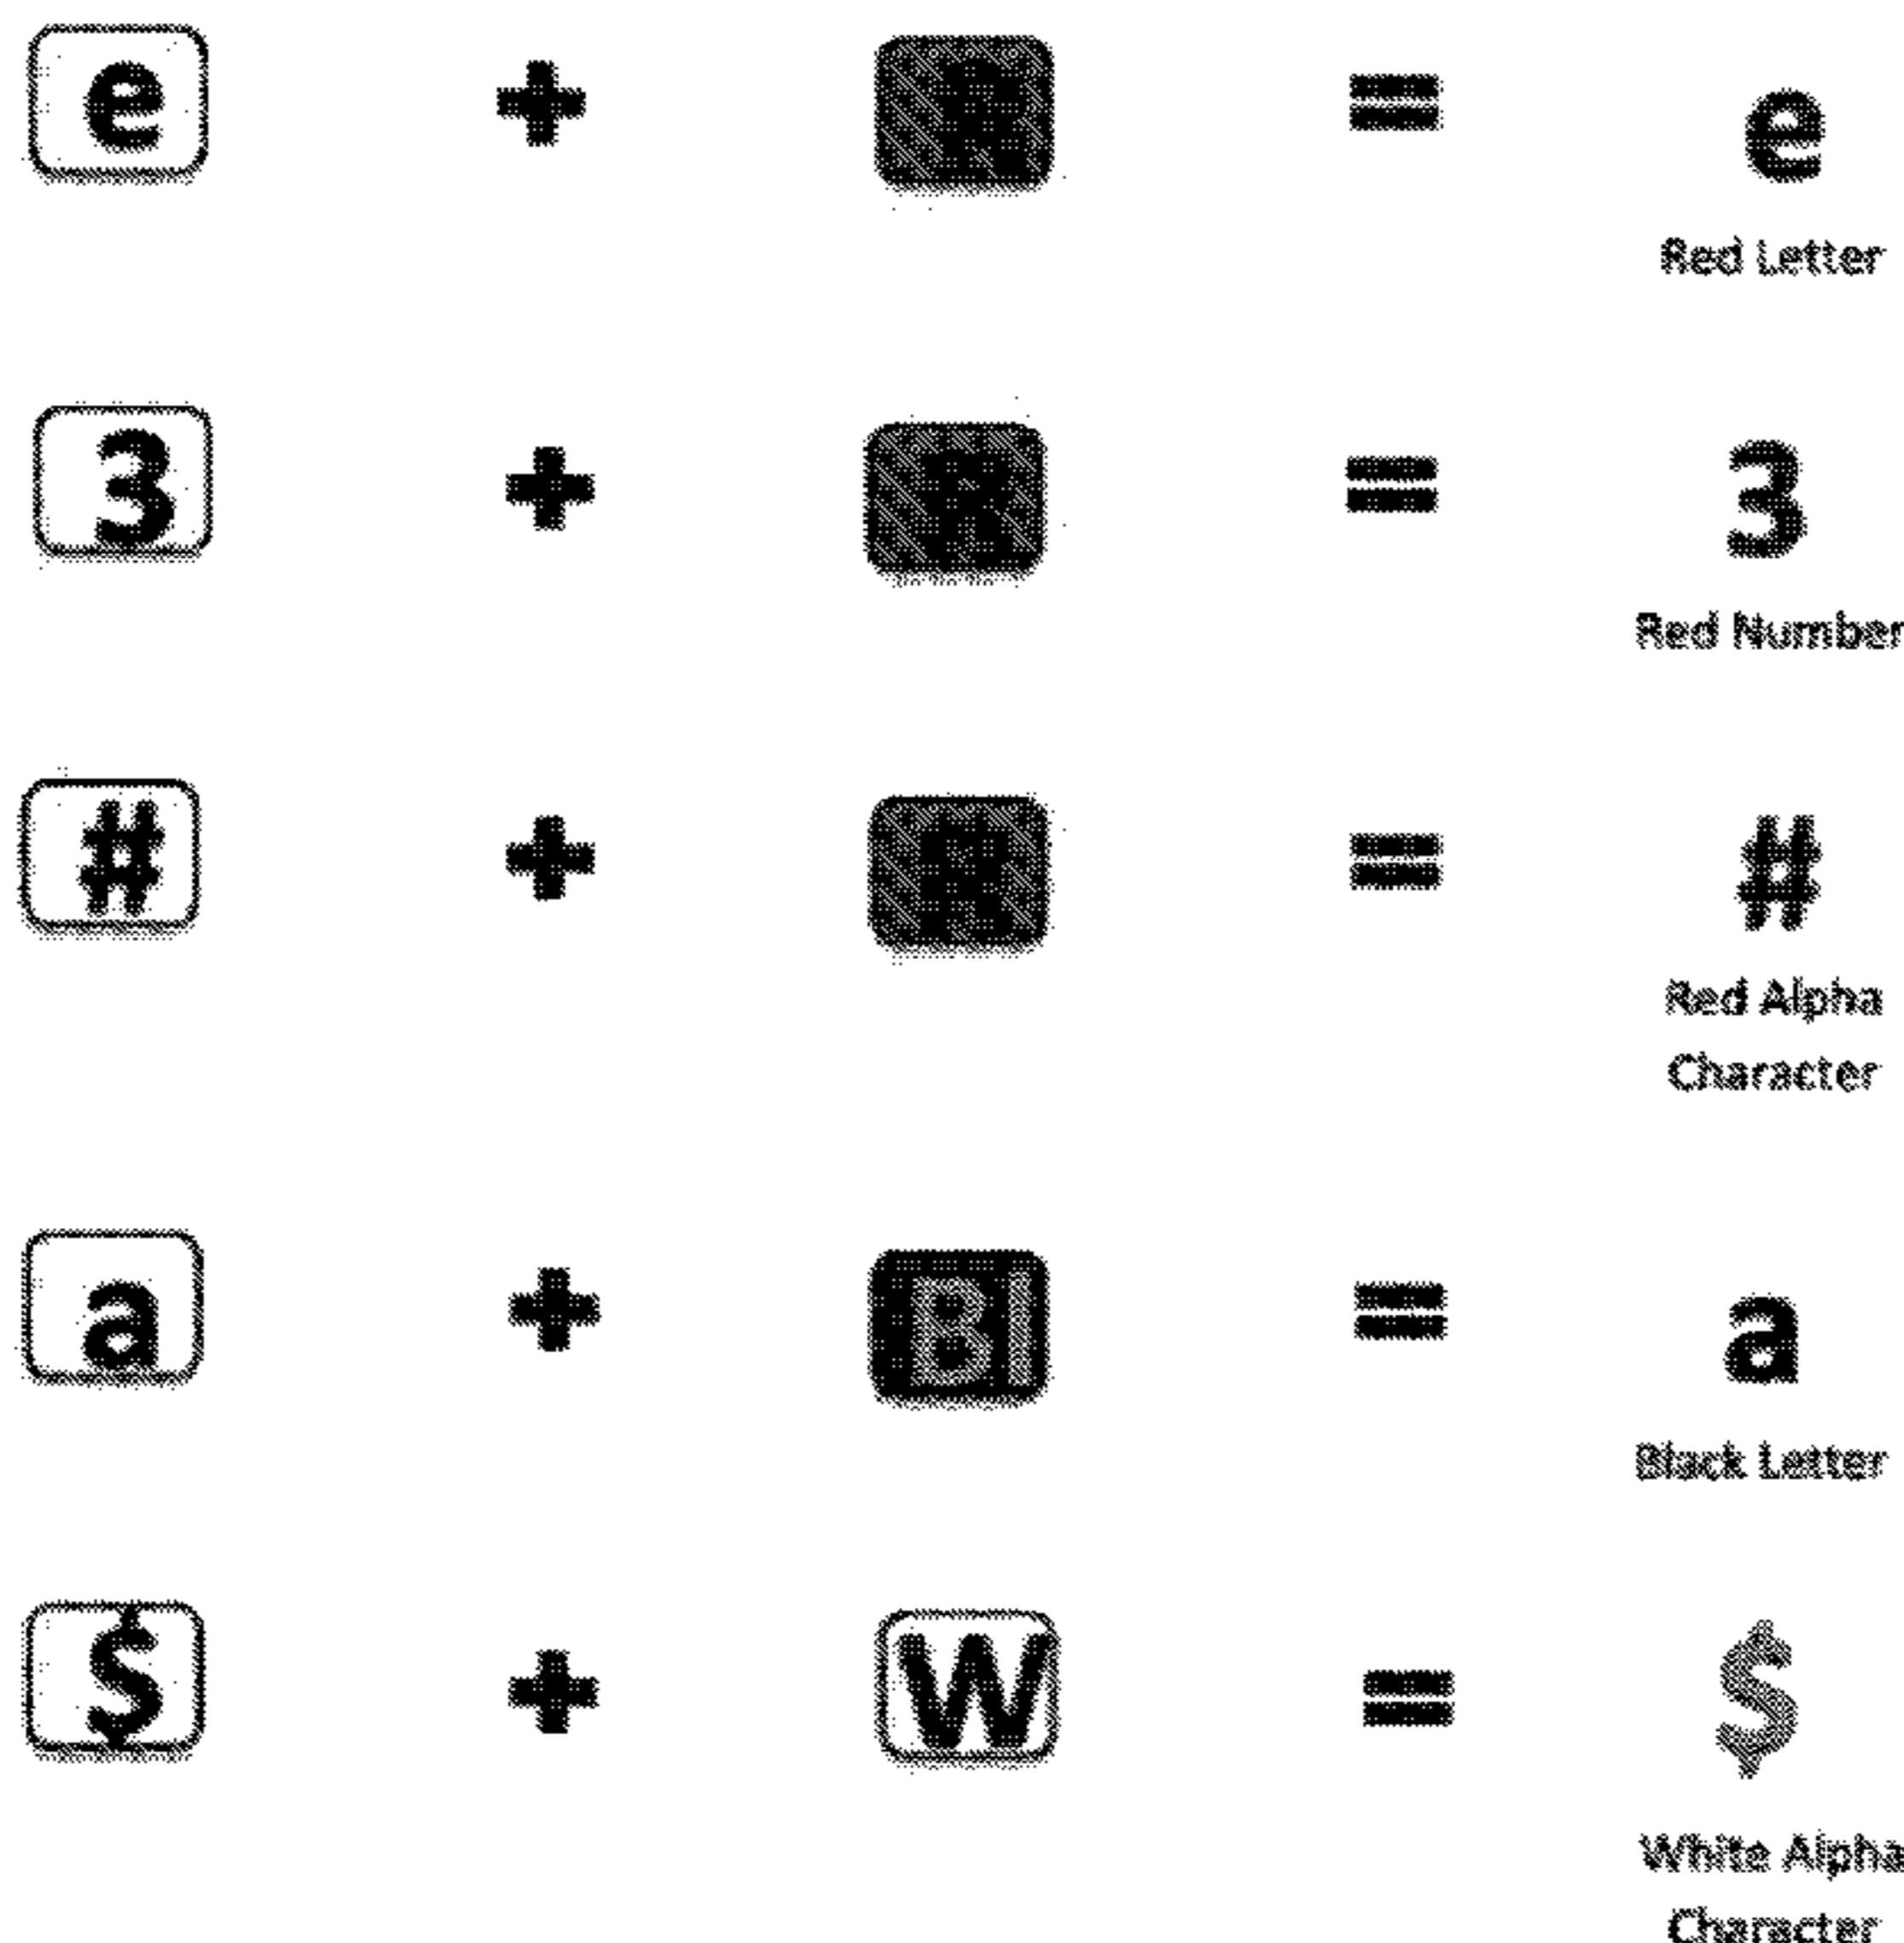 e + R = e
Red Letter
3 + R = 3
Red Number
# + R = #
Red Alpha
Character
a + Bl = a
Black Letter
$ + W = $
White Alpha
Character